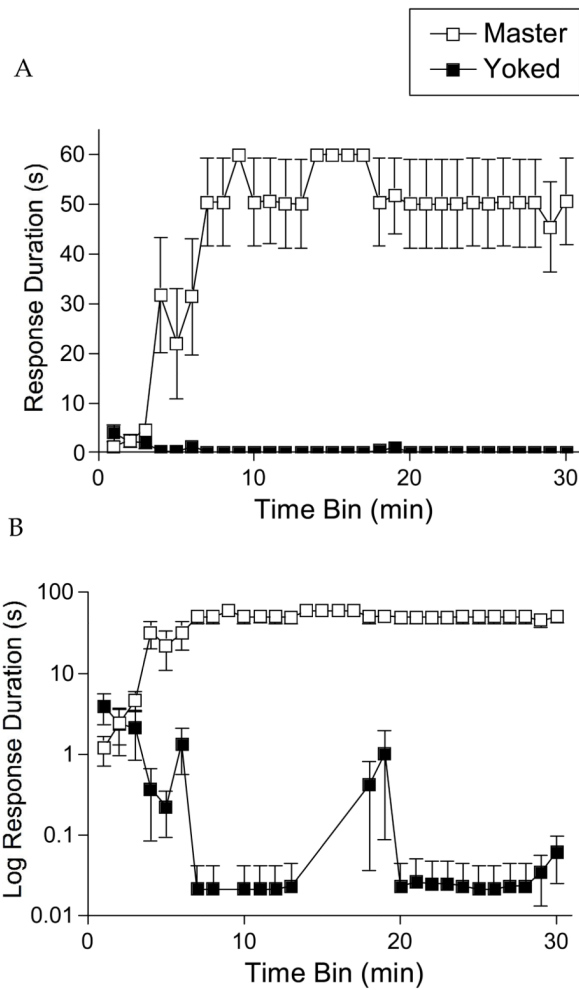 Master
Yoked
A
Response Duration (s)
60
50
40
30
20
10
0
0 10 20 30
Time Bin (min)
B
Log Response Duration (s)
100
10
1
0.1
0.01
0 10 20 30
Time Bin (min)